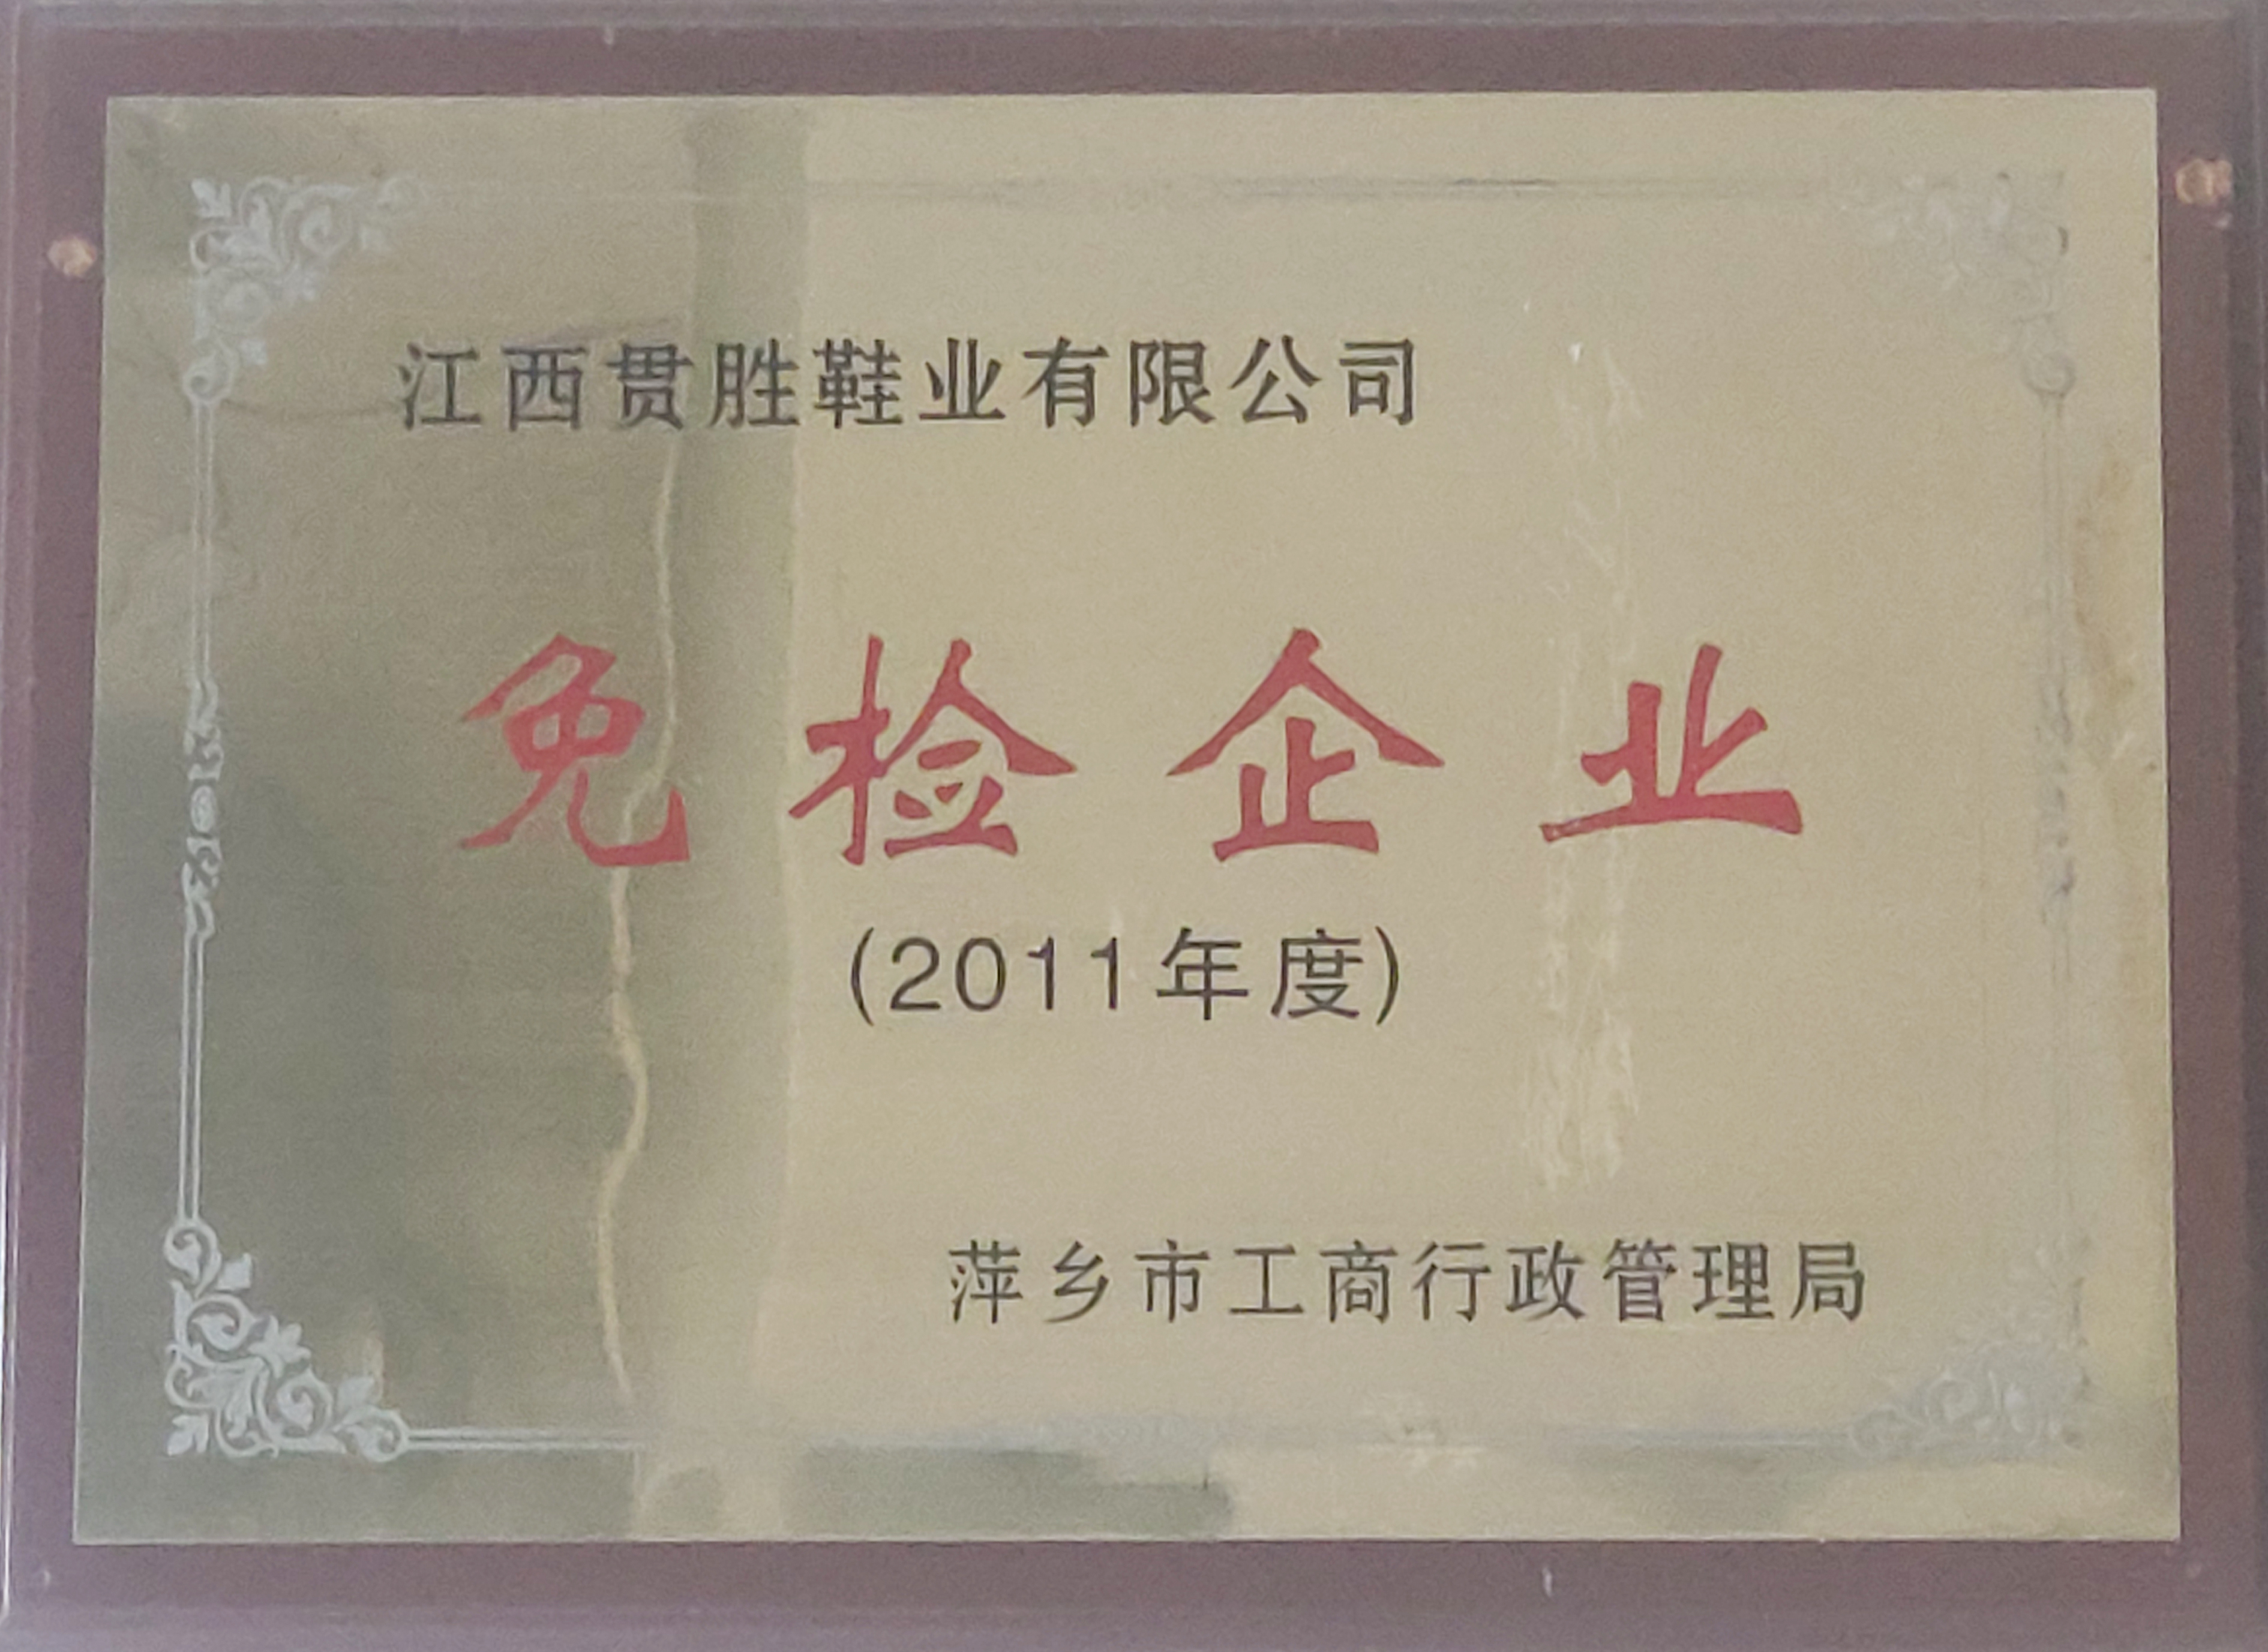 江西贯胜鞋业有限公司
免检企业
(2011年度)
萍乡市工商行政管理局